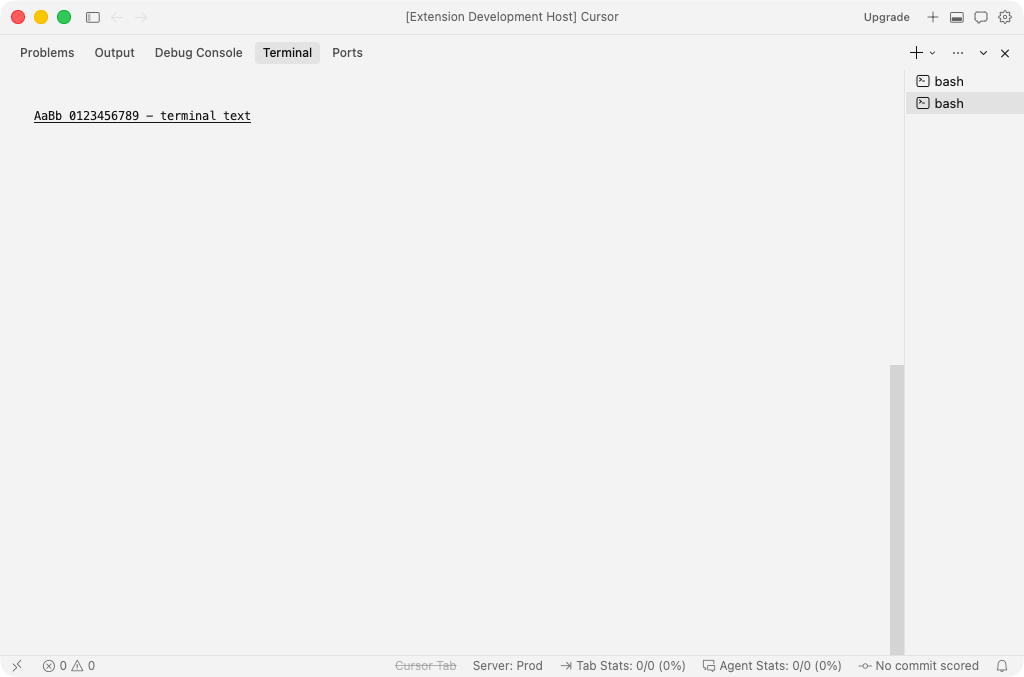 [Extension Development Host] Cursor
Upgrade
Problems Output Debug Console Terminal Ports
bash
bash
AaBb 0123456789 — terminal text
0 0 Cursor Tab Server: Prod Tab Stats: 0/0 (0%) Agent Stats: 0/0 (0%) No commit scored